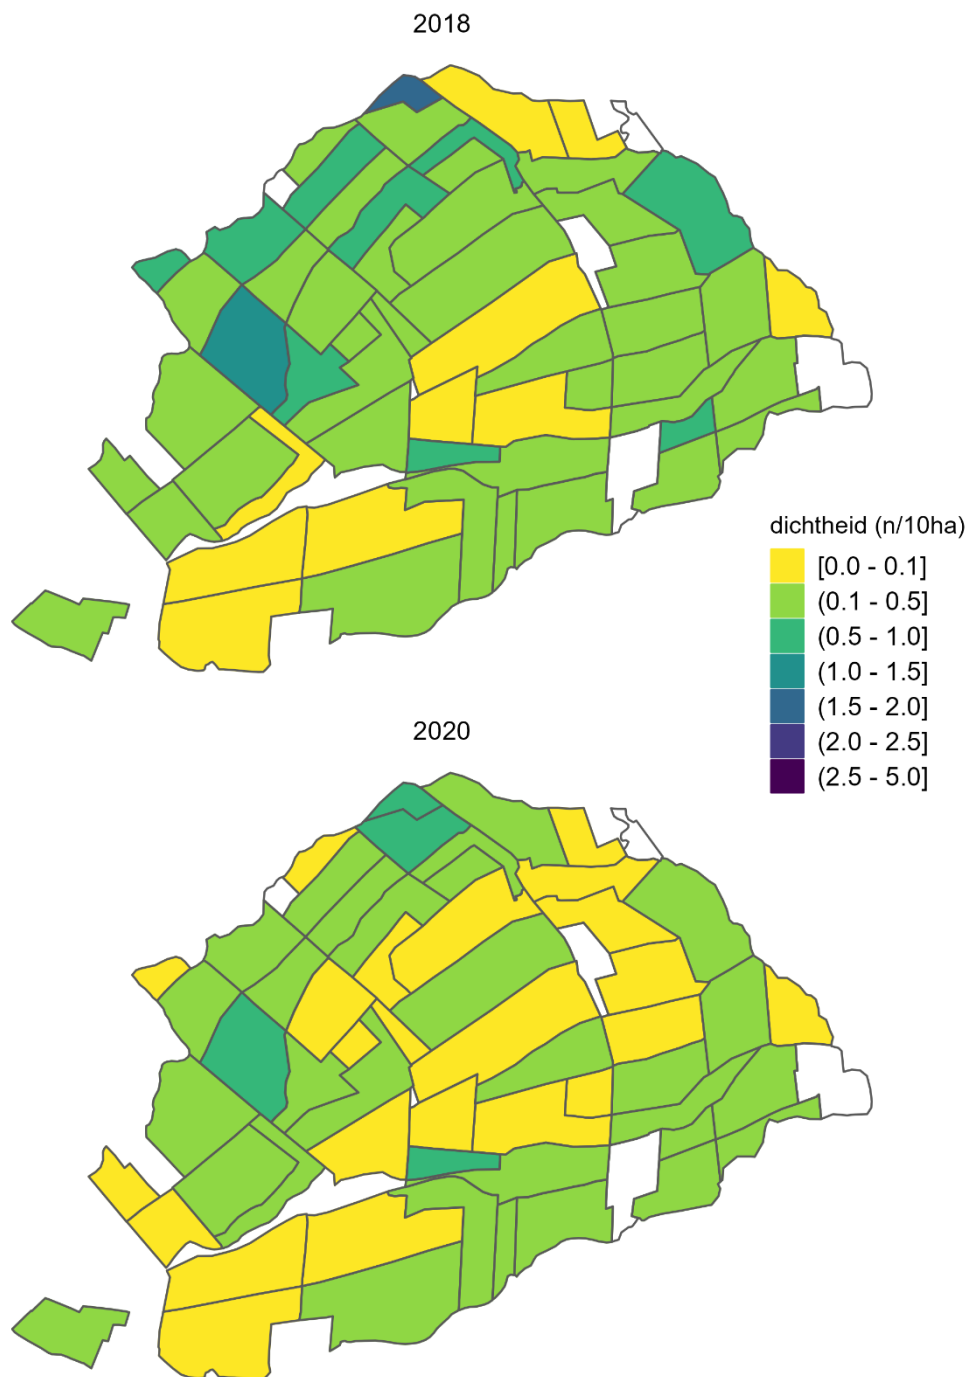 2018
dichtheid (n/10ha)
[0.0 - 0.1]
(0.1 - 0.5]
(0.5 - 1.0]
(1.0 - 1.5]
(1.5 - 2.0]
(2.0 - 2.5]
(2.5 - 5.0]
2020